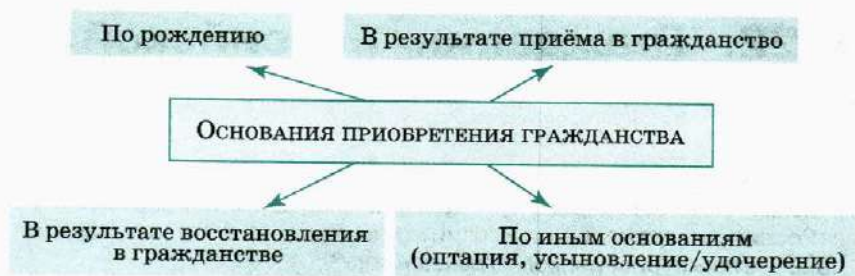 По рождению
В результате приёма в гражданство
Основания приобретения гражданства
В результате восстановления
в гражданстве
По иным основаниям
(оптация, усыновление/удочерение)